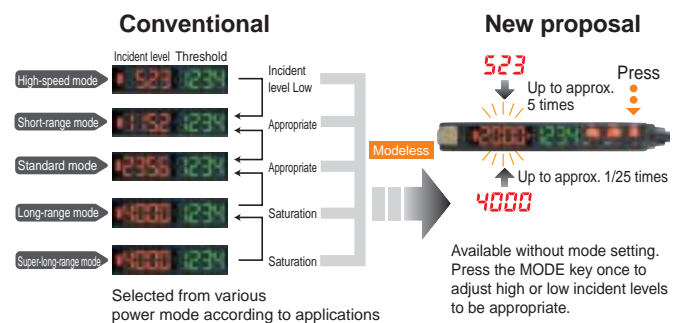 Conventional
New proposal
Incident level Threshold
High-speed mode 523 1234 Incident
level Low
Short-range mode 1152 1234 Appropriate
Standard mode 2356 1234 Appropriate
Long-range mode 4000 1234 Saturation
Super-long-range mode 4000 1234 Saturation
Selected from various
power mode according to applications
Modeless
523
Press
Up to approx.
5 times
2000 1234
Up to approx. 1/25 times
4000
Available without mode setting.
Press the MODE key once to
adjust high or low incident levels
to be appropriate.